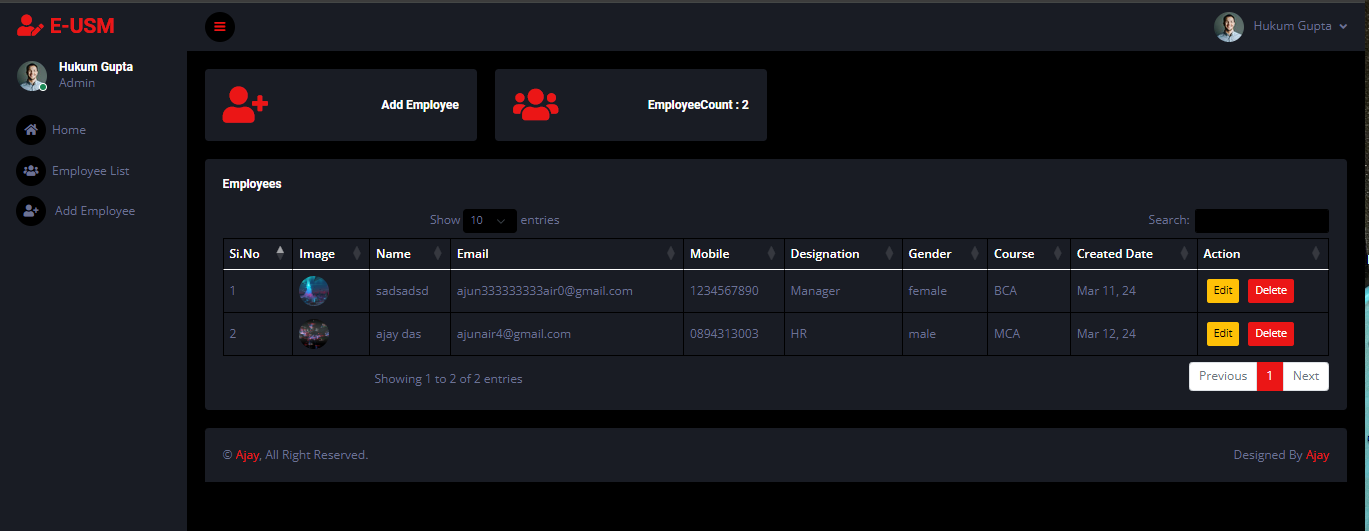 E-USM
Hukum Gupta
Hukum Gupta
Admin
Home
Employee List
Add Employee
Add Employee
EmployeeCount : 2
Employees
Show 10 entries
Search:
Si.No Image Name Email Mobile Designation Gender Course Created Date Action
1 sadsadsd ajun333333333air0@gmail.com 1234567890 Manager female BCA Mar 11, 24 Edit Delete
2 ajay das ajunair4@gmail.com 0894313003 HR male MCA Mar 12, 24 Edit Delete
Showing 1 to 2 of 2 entries
Previous 1 Next
© Ajay, All Right Reserved.
Designed By Ajay